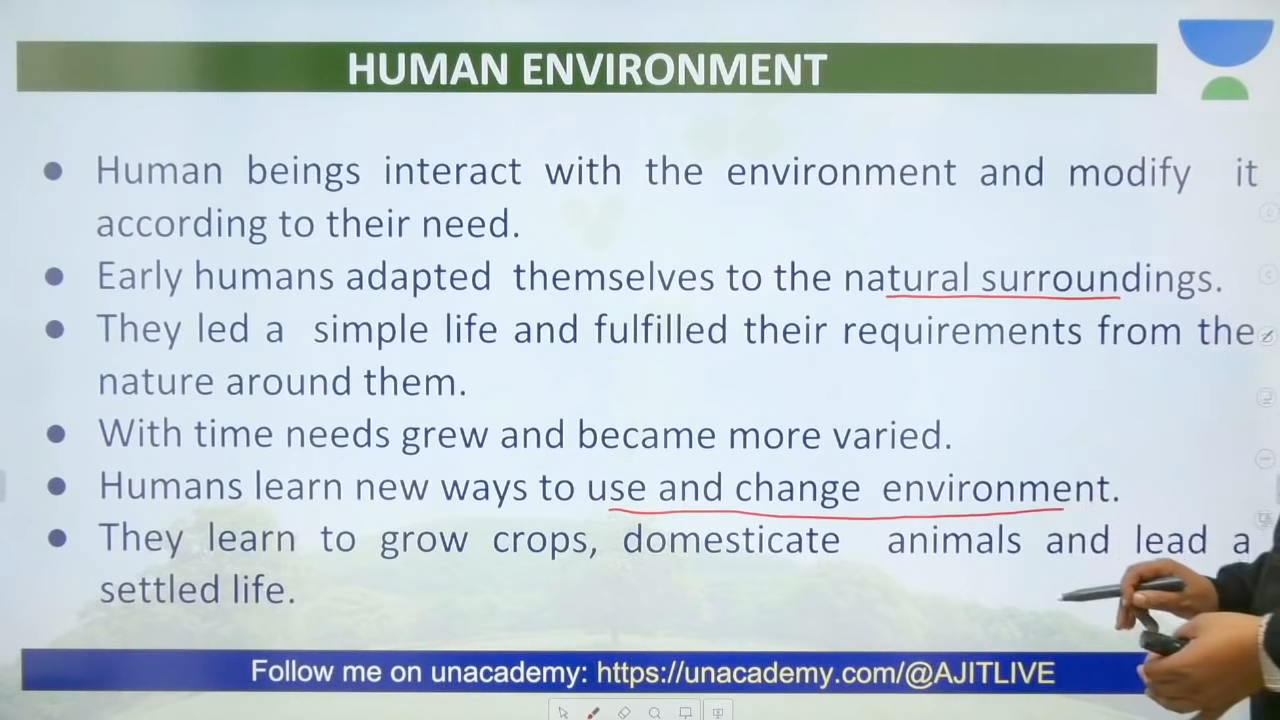 HUMAN ENVIRONMENT
● Human beings interact with the environment and modify it
according to their need.
● Early humans adapted themselves to the natural surroundings.
● They led a simple life and fulfilled their requirements from the
nature around them.
● With time needs grew and became more varied.
● Humans learn new ways to use and change environment.
● They learn to grow crops, domesticate animals and lead a
settled life.
Follow me on unacademy: https://unacademy.com/@AJITLIVE